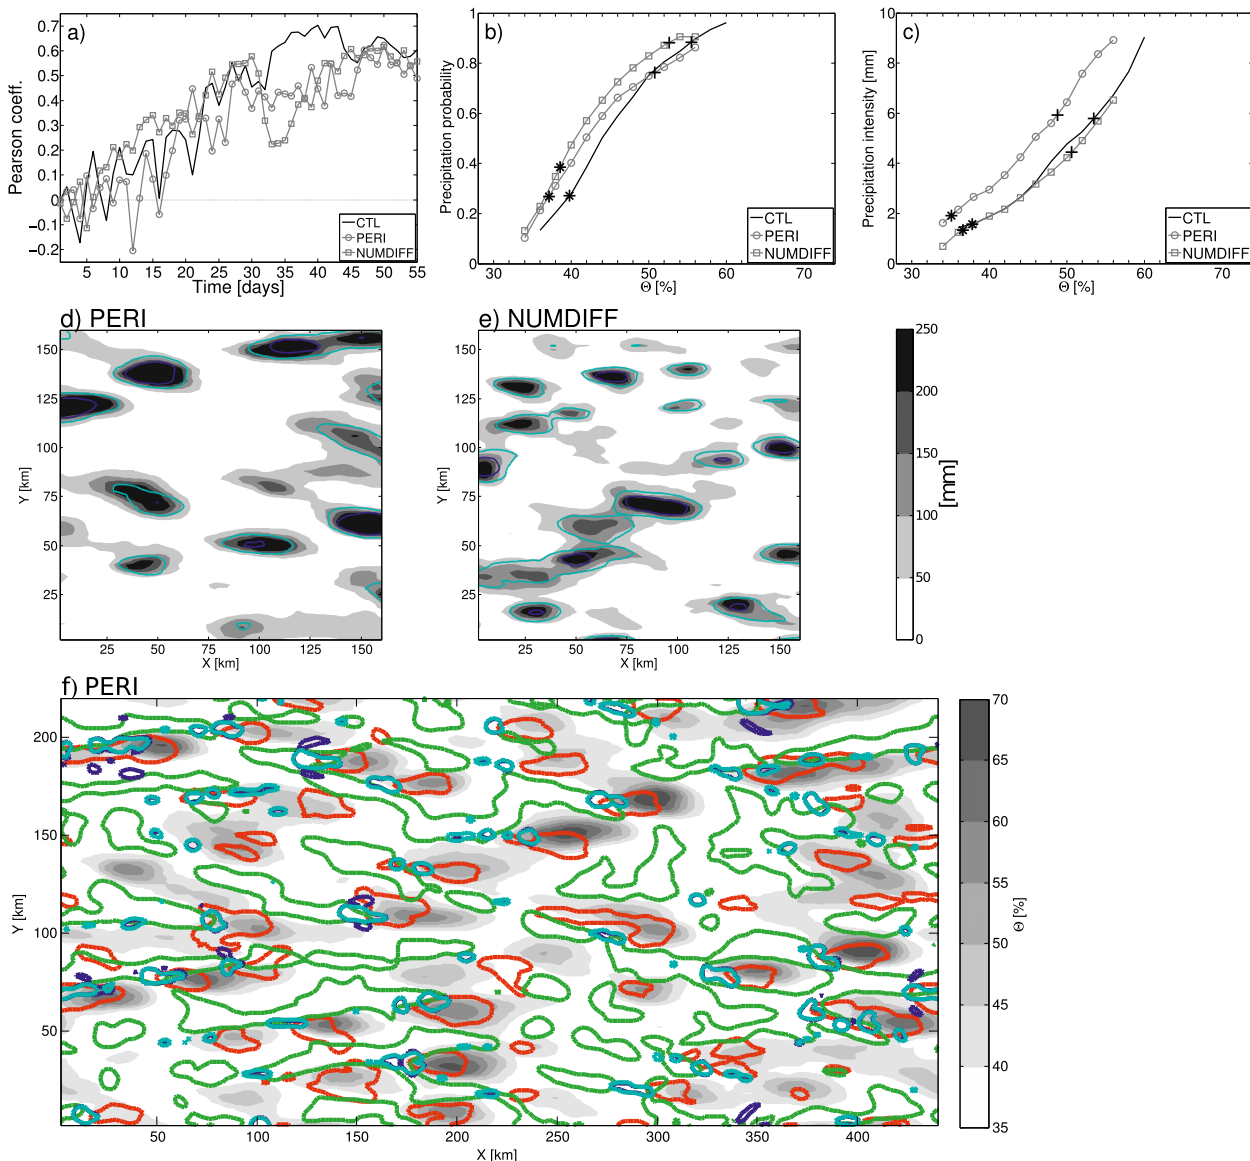 a)
Pearson coeff.
0.7
0.6
0.5
0.4
0.3
0.2
0.1
0
−0.1
−0.2
5 10 15 20 25 30 35 40 45 50 55
Time [days]
CTL
PERI
NUMDIFF
b)
Precipitation probability
1
0.8
0.6
0.4
0.2
0
30 40 50 60 70
Θ [%]
CTL
PERI
NUMDIFF
c)
Precipitation intensity [mm]
10
8
6
4
2
0
30 40 50 60 70
Θ [%]
CTL
PERI
NUMDIFF
d) PERI
Y [km]
150
125
100
75
50
25
25 50 75 100 125 150
X [km]
e) NUMDIFF
Y [km]
150
125
100
75
50
25
25 50 75 100 125 150
X [km]
250
200
150
100
50
0
[mm]
f) PERI
Y [km]
200
150
100
50
50 100 150 200 250 300 350 400
X [km]
70
65
60
55
50
45
40
35
Θ [%]